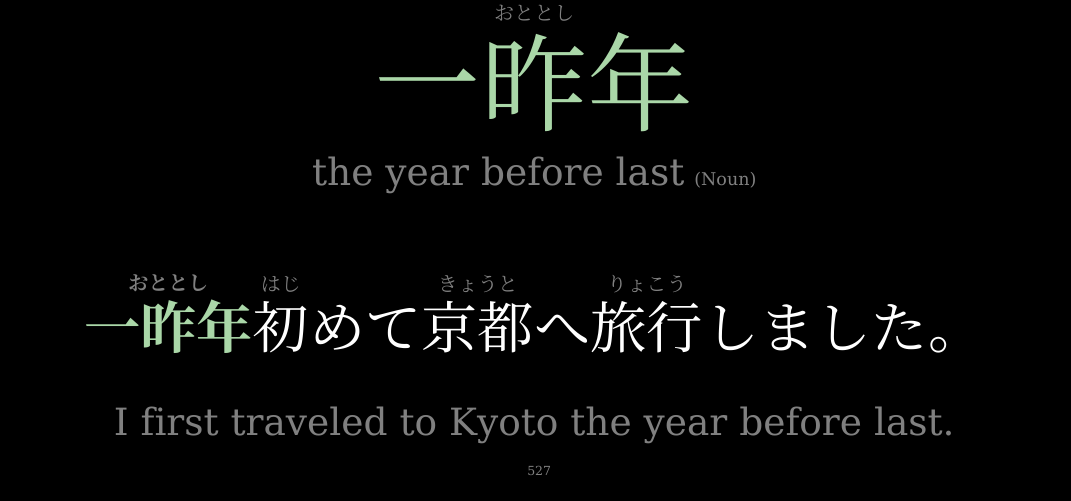 おととし
一昨年
the year before last (Noun)
おととし はじ きょうと りょこう
一昨年初めて京都へ旅行しました。
I first traveled to Kyoto the year before last.
527